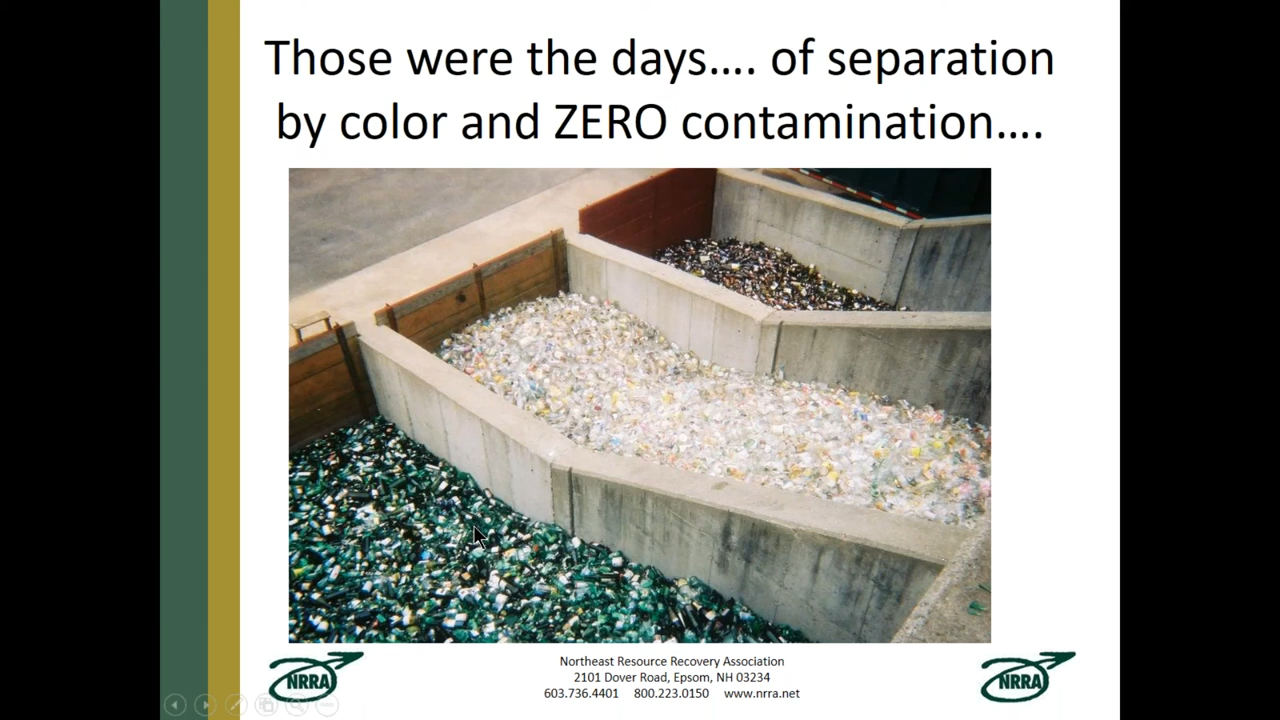 Those were the days.... of separation
by color and ZERO contamination....
Northeast Resource Recovery Association
2101 Dover Road, Epsom, NH 03234
603.736.4401 800.223.0150 www.nrra.net
NRRA
NRRA